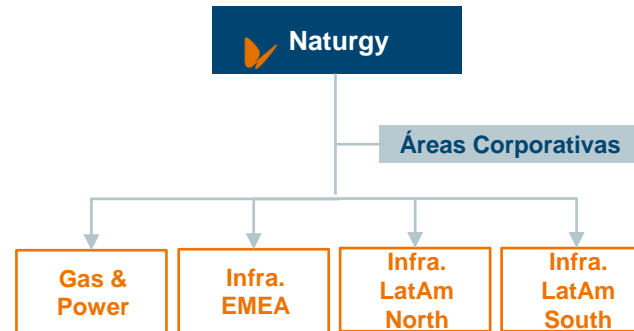 Naturgy
Áreas Corporativas
Gas &
Power
Infra.
EMEA
Infra.
LatAm
North
Infra.
LatAm
South